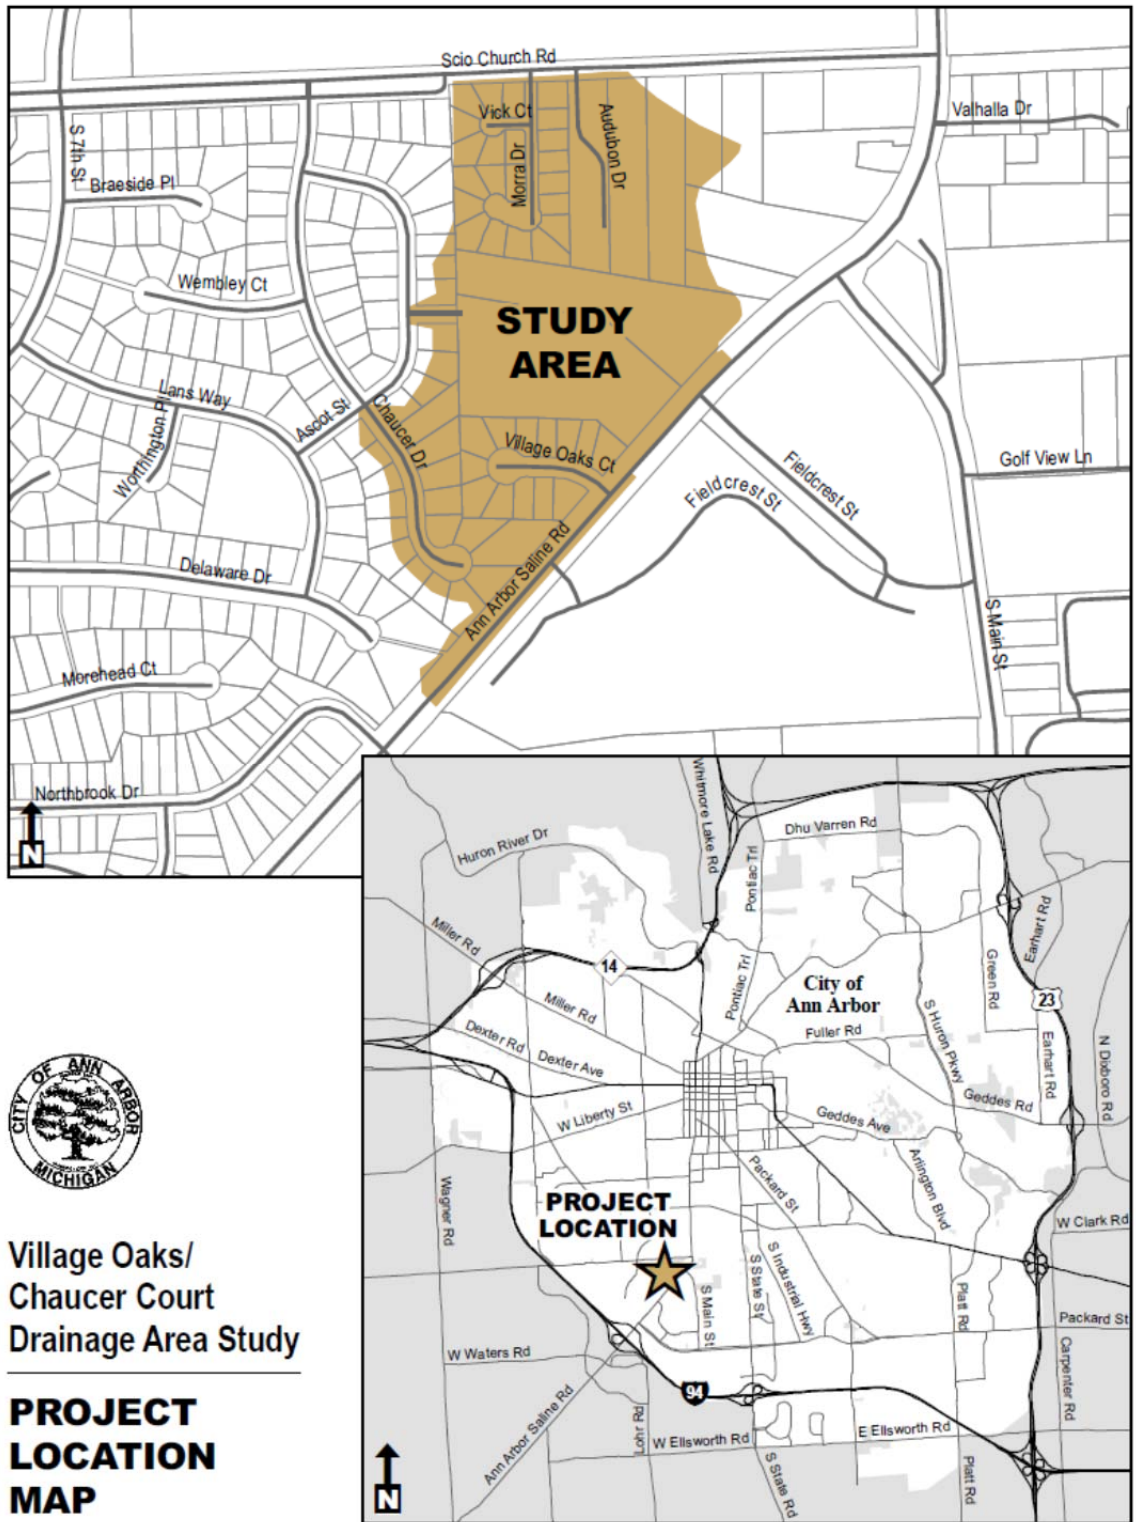 Scio Church Rd
Vick Ct
Morra Dr
Audubon Dr
Valhalla Dr
S 7th St
Braeside Pl
Wembley Ct
STUDY
AREA
Lans Way
Worthington Pl
Ascot St
Chaucer Dr
Village Oaks Ct
Fieldcrest St
Fieldcrest St
Golf View Ln
Ann Arbor Saline Rd
Delaware Dr
S Main St
Morehead Ct
Northbrook Dr
N
Whitmore Lake Rd
Huron River Dr
Dhu Varren Rd
Pontiac Trl
Miller Rd
14
Pontiac Trl
City of
Ann Arbor
Green Rd
Earhart Rd
23
Miller Rd
Fuller Rd
S Huron Pkwy
Dexter Rd
Dexter Ave
Earhart Rd
N Dixboro Rd
W Liberty St
Geddes Ave
Geddes Rd
Packard St
Arlington Blvd
Wagner Rd
PROJECT
LOCATION
W Clark Rd
S Main St
S State St
S Industrial Hwy
Platt Rd
Packard St
W Waters Rd
Carpenter Rd
94
Ann Arbor Saline Rd
Lohr Rd
W Ellsworth Rd
E Ellsworth Rd
S State Rd
Platt Rd
N
CITY OF ANN ARBOR
MICHIGAN
Village Oaks/
Chaucer Court
Drainage Area Study
PROJECT
LOCATION
MAP